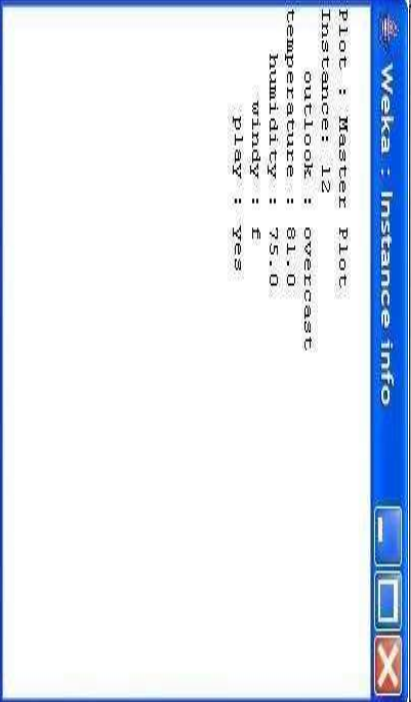 Weka : Instance info
Plot : Master Plot
Instance: 12
outlook : overcast
temperature : 81.0
humidity : 75.0
windy : f
play : yes